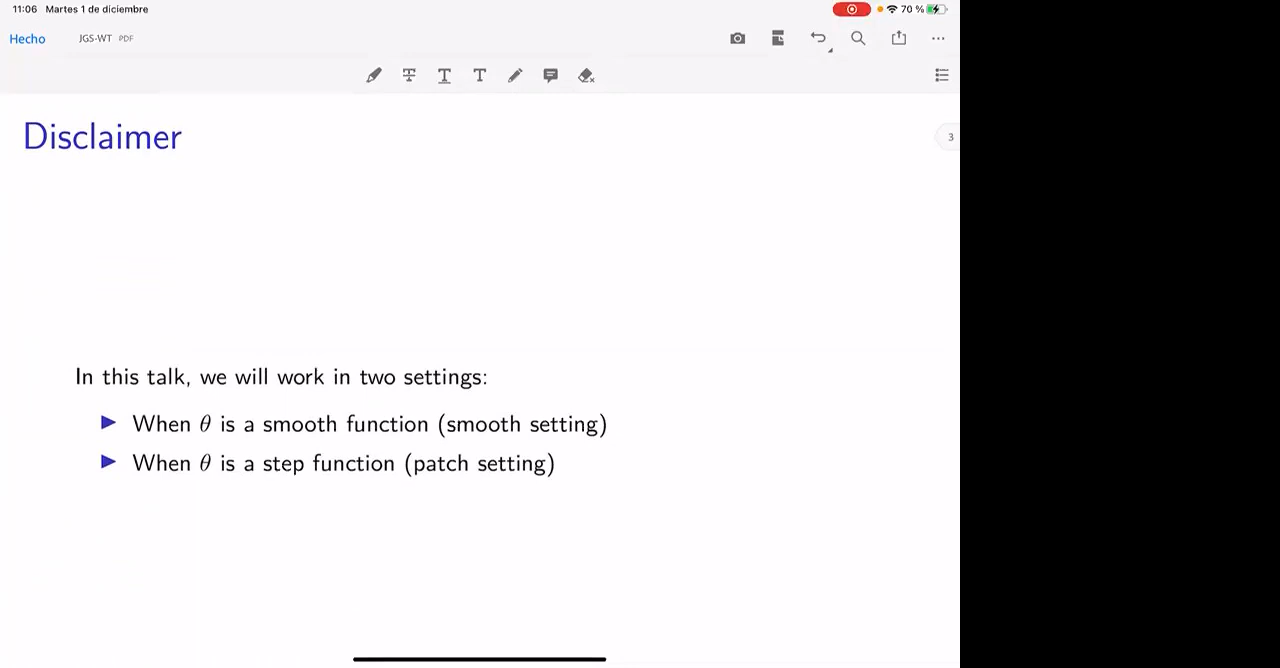 11:06 Martes 1 de diciembre 70 %
Hecho JGS-WT PDF
Disclaimer
3
In this talk, we will work in two settings:
▶ When θ is a smooth function (smooth setting)
▶ When θ is a step function (patch setting)